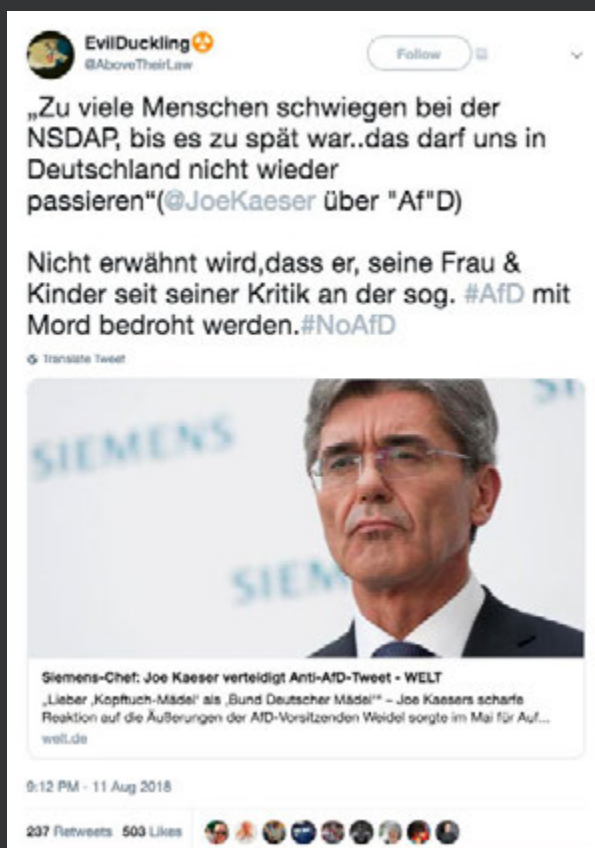 EvilDuckling
@AboveTheirLaw
Follow
„Zu viele Menschen schwiegen bei der
NSDAP, bis es zu spät war..das darf uns in
Deutschland nicht wieder
passieren“(@JoeKaeser über "Af"D)
Nicht erwähnt wird,dass er, seine Frau &
Kinder seit seiner Kritik an der sog. #AfD mit
Mord bedroht werden.#NoAfD
Translate Tweet
SIEMENS
SI
SIEM
Siemens-Chef: Joe Kaeser verteidigt Anti-AfD-Tweet - WELT
„Lieber ‚Kopftuch-Mädel‘ als ‚Bund Deutscher Mädel‘“ – Joe Kaesers scharfe
Reaktion auf die Äußerungen der AfD-Vorsitzenden Weidel sorgte im Mai für Auf...
welt.de
9:12 PM - 11 Aug 2018
237 Retweets 503 Likes